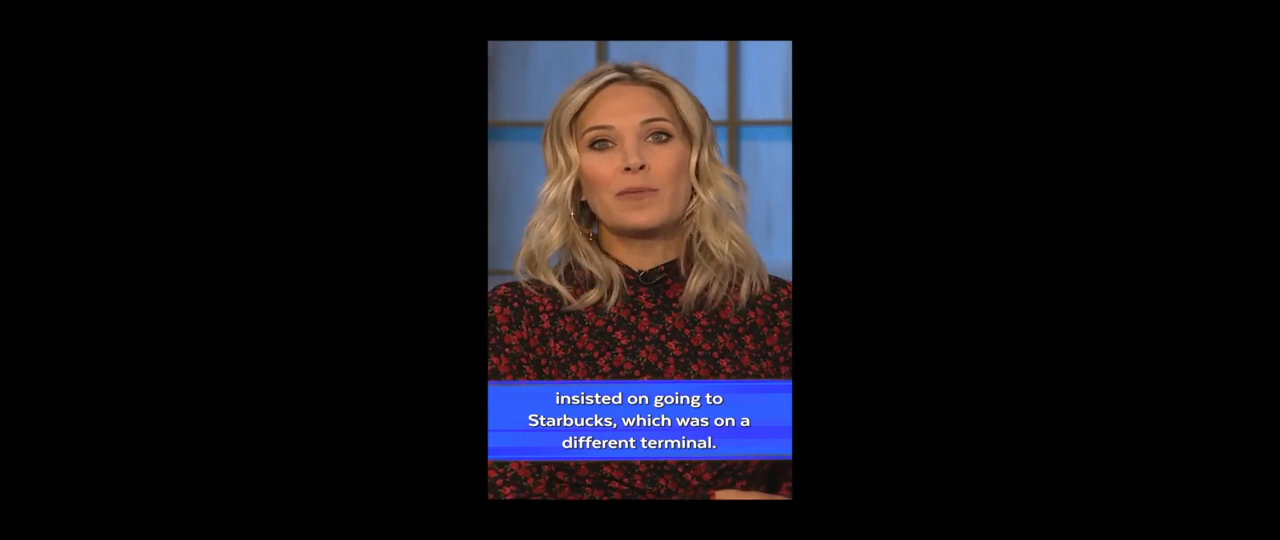 insisted on going to
Starbucks, which was on a
different terminal.